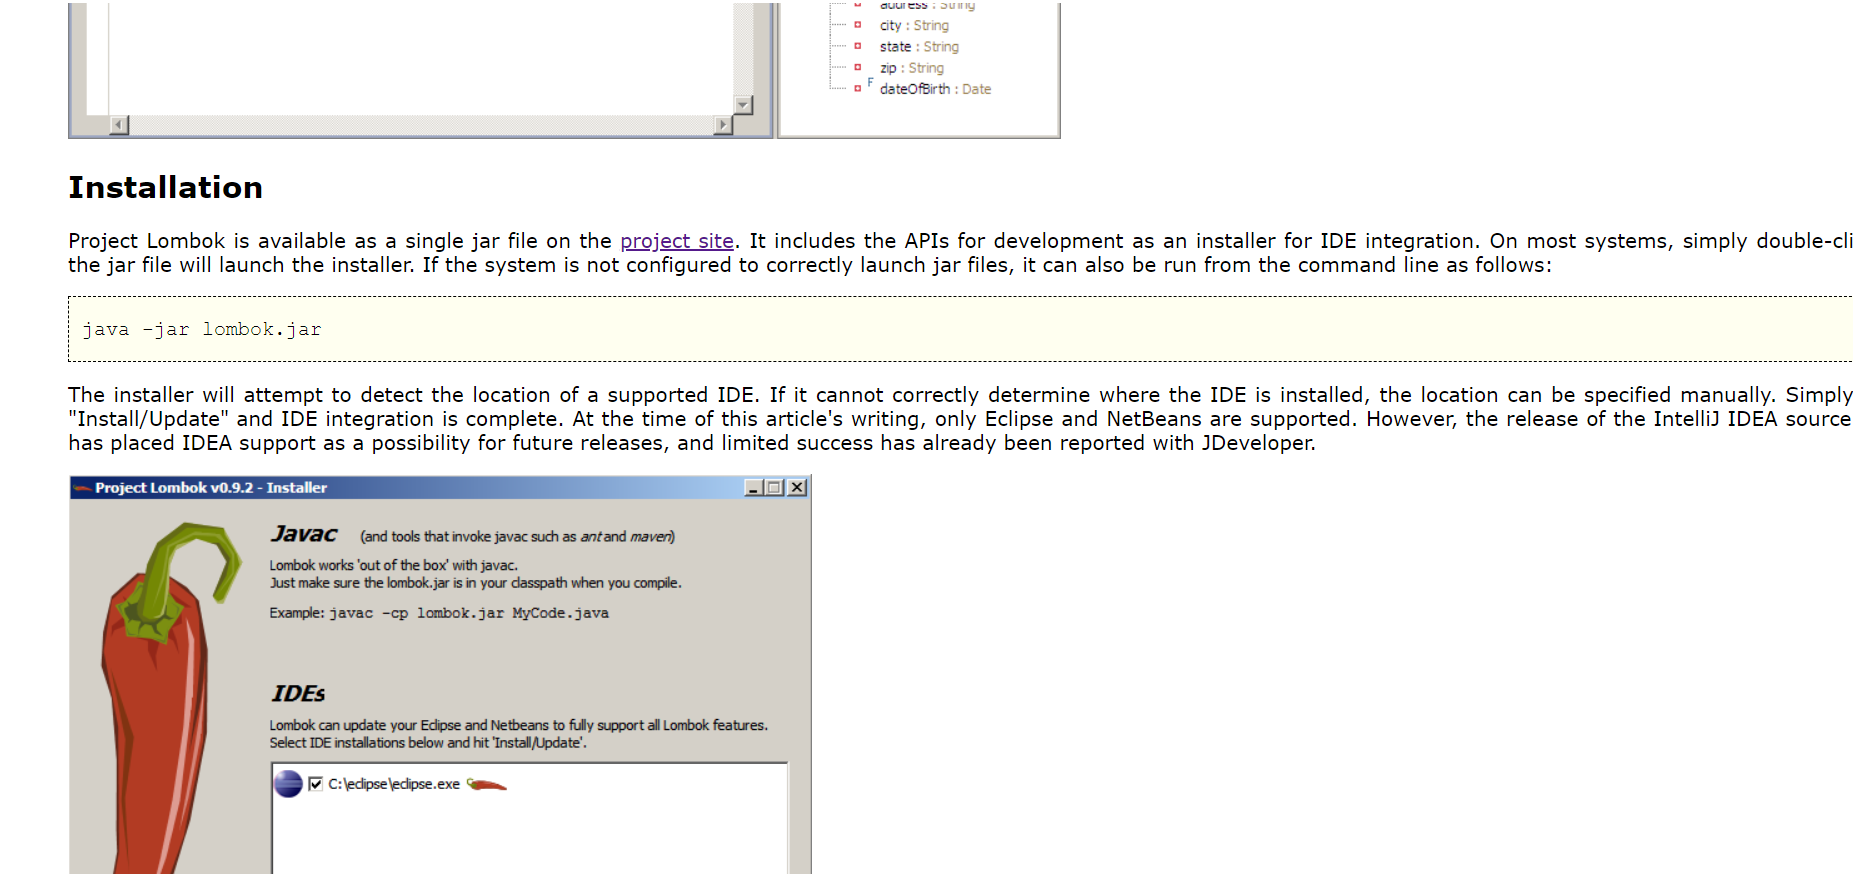 address : String
city : String
state : String
zip : String
F dateOfBirth : Date
Installation
Project Lombok is available as a single jar file on the project site. It includes the APIs for development as an installer for IDE integration. On most systems, simply double-cli
the jar file will launch the installer. If the system is not configured to correctly launch jar files, it can also be run from the command line as follows:
java -jar lombok.jar
The installer will attempt to detect the location of a supported IDE. If it cannot correctly determine where the IDE is installed, the location can be specified manually. Simply
"Install/Update" and IDE integration is complete. At the time of this article's writing, only Eclipse and NetBeans are supported. However, the release of the IntelliJ IDEA source
has placed IDEA support as a possibility for future releases, and limited success has already been reported with JDeveloper.
Project Lombok v0.9.2 - Installer
Javac (and tools that invoke javac such as ant and maven)
Lombok works 'out of the box' with javac.
Just make sure the lombok.jar is in your classpath when you compile.
Example: javac -cp lombok.jar MyCode.java
IDEs
Lombok can update your Eclipse and Netbeans to fully support all Lombok features.
Select IDE installations below and hit 'Install/Update'.
C:\eclipse\eclipse.exe